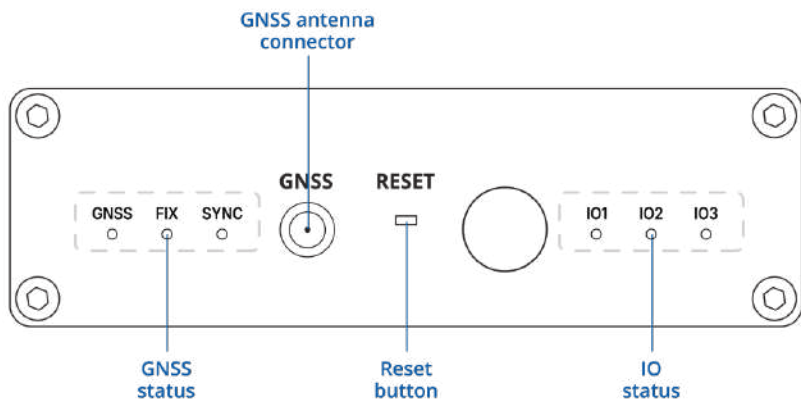 GNSS antenna
connector
GNSS
RESET
GNSS FIX SYNC
IO1 IO2 IO3
GNSS
status
Reset
button
IO
status